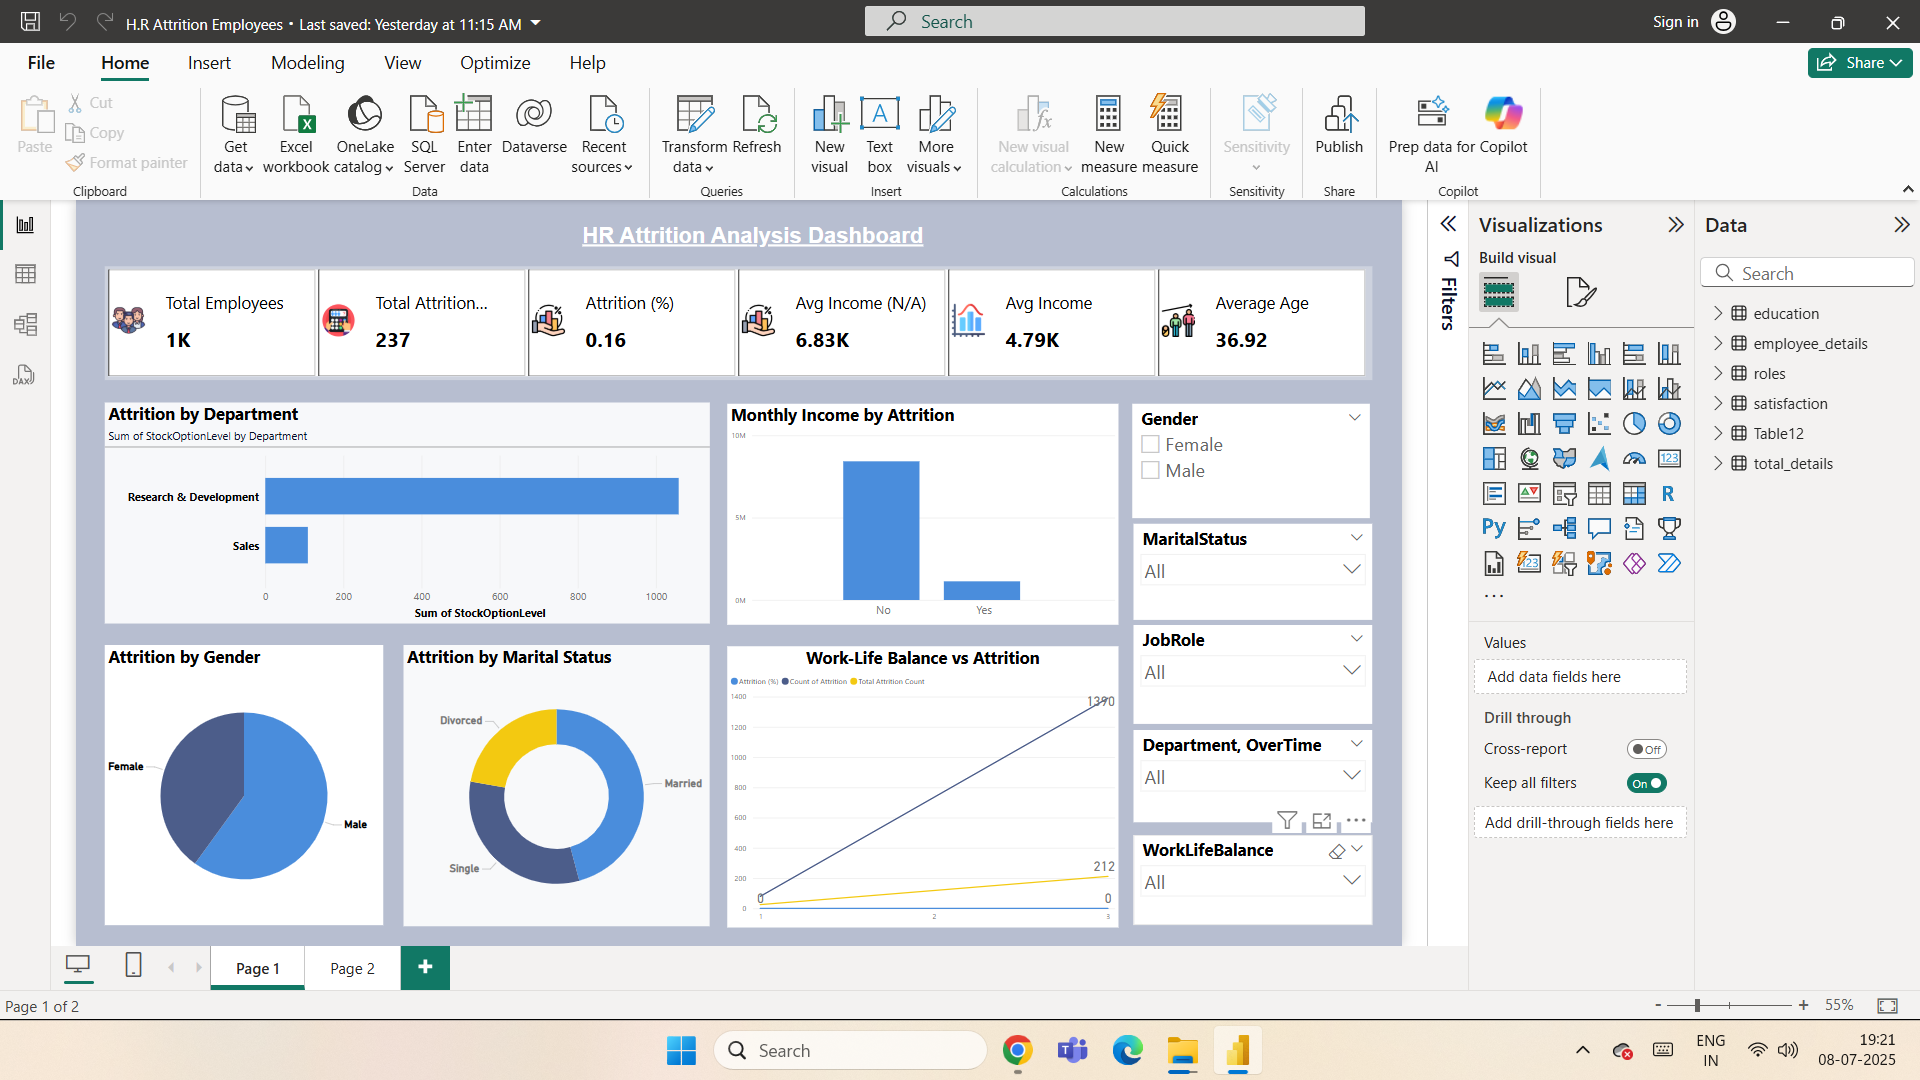 H.R Attrition Employees • Last saved: Yesterday at 11:15 AM
Search
Sign in
File
Home
Insert
Modeling
View
Optimize
Help
Share
Paste
Cut
Copy
Format painter
Clipboard
Get data
Excel workbook
OneLake catalog
SQL Server
Enter data
Dataverse
Recent sources
Data
Transform data
Refresh
Queries
New visual
Text box
More visuals
Insert
New visual calculation
New measure
Quick measure
Calculations
Sensitivity
Sensitivity
Publish
Share
Prep data for AI
Copilot
Copilot
HR Attrition Analysis Dashboard
Total Employees
1K
Total Attrition...
237
Attrition (%)
0.16
Avg Income (N/A)
6.83K
Avg Income
4.79K
Average Age
36.92
Attrition by Department
Sum of StockOptionLevel by Department
Research & Development
Sales
0
200
400
600
800
1000
Sum of StockOptionLevel
Monthly Income by Attrition
10M
5M
0M
No
Yes
Gender
Female
Male
MaritalStatus
All
JobRole
All
Department, OverTime
All
WorkLifeBalance
All
Attrition by Gender
Female
Male
Attrition by Marital Status
Divorced
Married
Single
Work-Life Balance vs Attrition
Attrition (%)
Count of Attrition
Total Attrition Count
1400
1200
1000
800
600
400
200
0
1390
212
0
0
1
2
3
Filters
Visualizations
Build visual
123
R
Py
123
...
Values
Add data fields here
Drill through
Cross-report
Off
Keep all filters
On
Add drill-through fields here
Data
Search
education
employee_details
roles
satisfaction
Table12
total_details
DAX
Page 1
Page 2
+
Page 1 of 2
-
+
55%
Search
ENG
IN
19:21
08-07-2025